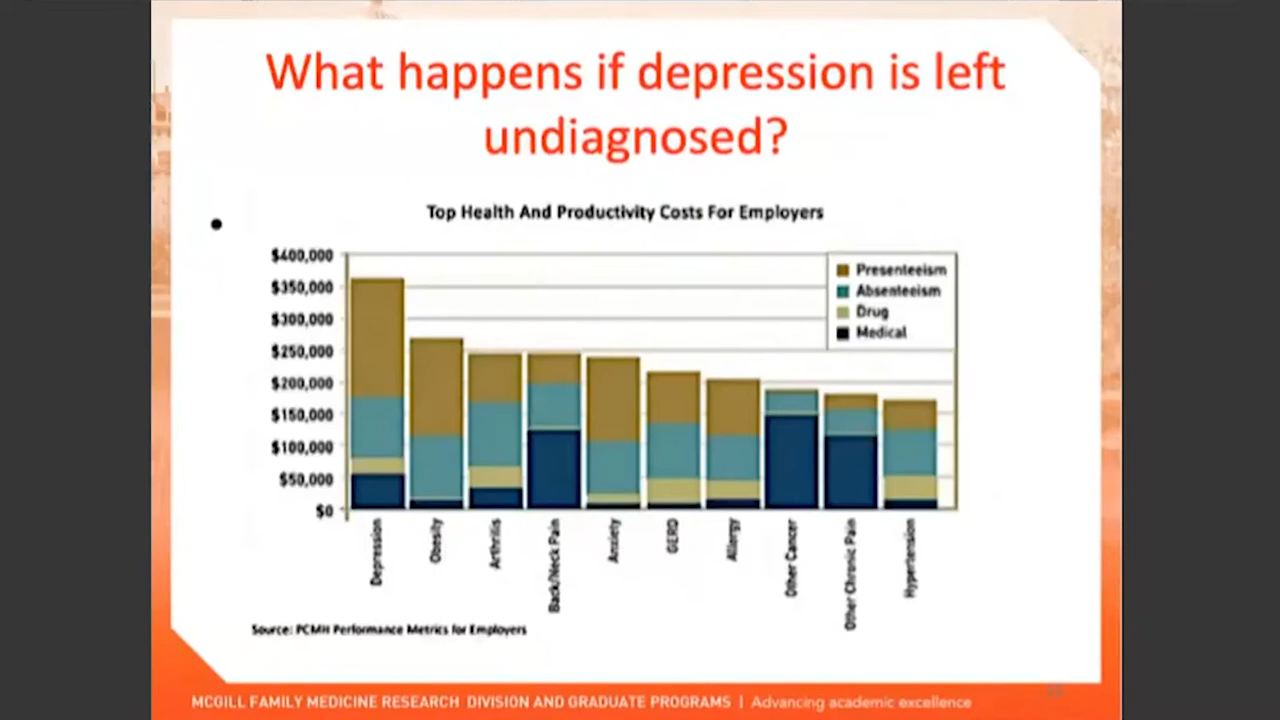 What happens if depression is left
undiagnosed?
•
Top Health And Productivity Costs For Employers
$400,000
$350,000
$300,000
$250,000
$200,000
$150,000
$100,000
$50,000
$0
Presenteeism
Absenteeism
Drug
Medical
Depression
Obesity
Arthritis
Back/Neck Pain
Anxiety
GERD
Allergy
Other Cancer
Other Chronic Pain
Hypertension
Source: PCMH Performance Metrics for Employers
MCGILL FAMILY MEDICINE RESEARCH DIVISION AND GRADUATE PROGRAMS | Advancing academic excellence